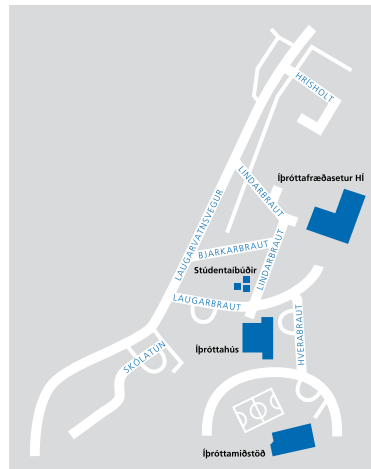 HRÍSHOLT
LINDARBRAUT
Íþróttafræðasetur HÍ
LAUGARVATNSVEGUR
BJARKARBRAUT
LINDARBRAUT
Stúdentaíbúðir
LAUGARBRAUT
HVERABRAUT
SKÓLATÚN
Íþróttahús
Íþróttamiðstöð